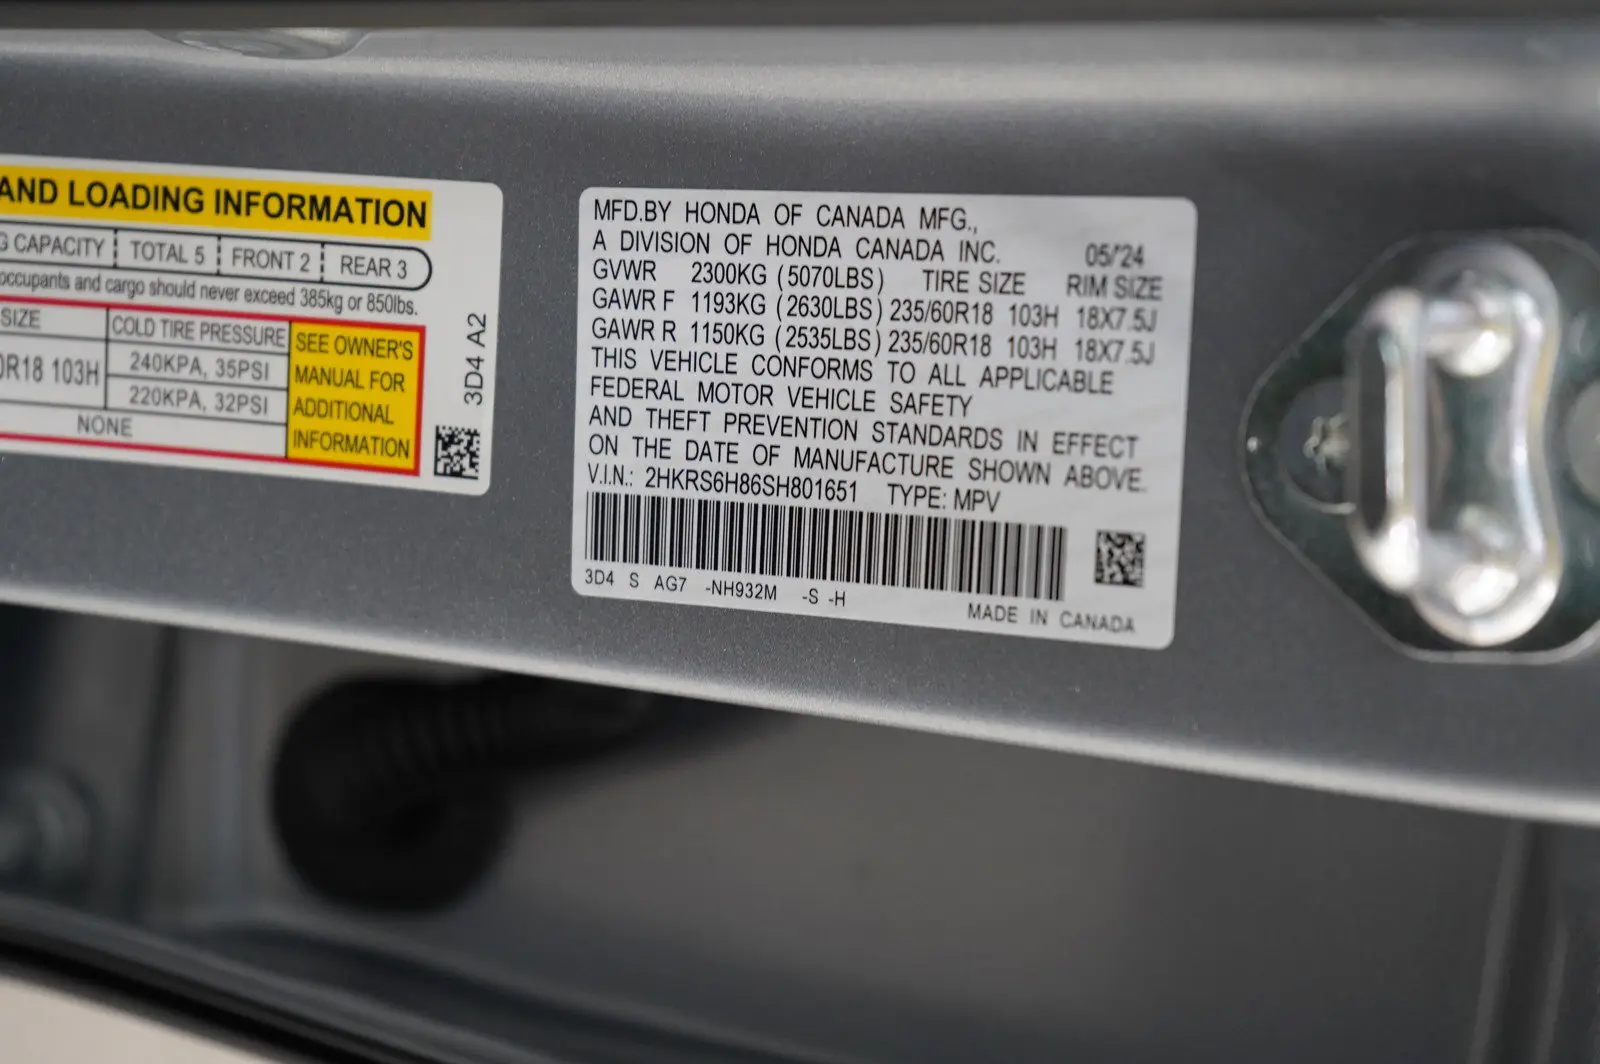 AND LOADING INFORMATION
G CAPACITY TOTAL 5 FRONT 2 REAR 3
occupants and cargo should never exceed 385kg or 850lbs.
SIZE COLD TIRE PRESSURE
0R18 103H 240KPA, 35PSI
220KPA, 32PSI
NONE
SEE OWNER'S
MANUAL FOR
ADDITIONAL
INFORMATION
3D4 A2
MFD.BY HONDA OF CANADA MFG.,
A DIVISION OF HONDA CANADA INC. 05/'24
GVWR 2300KG (5070LBS) TIRE SIZE RIM SIZE
GAWR F 1193KG (2630LBS) 235/60R18 103H 18X7.5J
GAWR R 1150KG (2535LBS) 235/60R18 103H 18X7.5J
THIS VEHICLE CONFORMS TO ALL APPLICABLE
FEDERAL MOTOR VEHICLE SAFETY
AND THEFT PREVENTION STANDARDS IN EFFECT
ON THE DATE OF MANUFACTURE SHOWN ABOVE.
V.I.N.: 2HKRS6H86SH801651 TYPE: MPV
3D4 S AG7 -NH932M -S -H
MADE IN CANADA